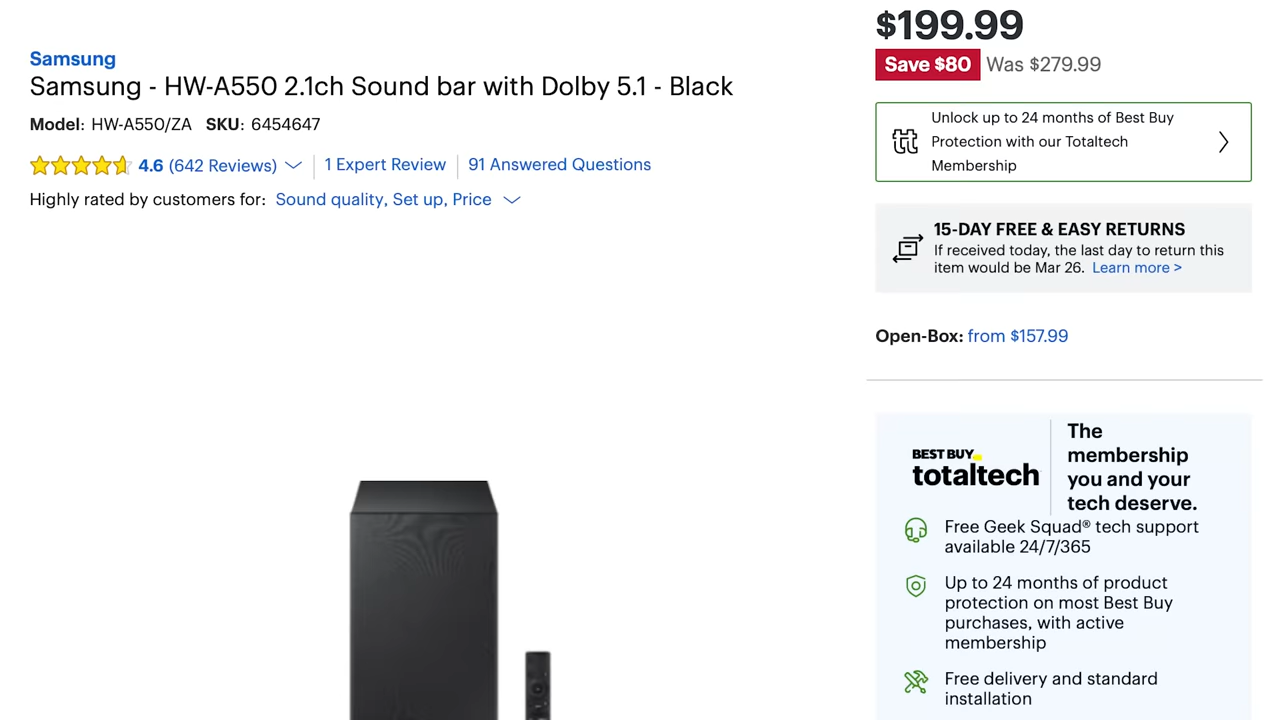 Samsung
Samsung - HW-A550 2.1ch Sound bar with Dolby 5.1 - Black
Model: HW-A550/ZA SKU: 6454647
4.6 (642 Reviews) 1 Expert Review 91 Answered Questions
Highly rated by customers for: Sound quality, Set up, Price
$199.99
Save $80 Was $279.99
Unlock up to 24 months of Best Buy
Protection with our Totaltech
Membership
15-DAY FREE & EASY RETURNS
If received today, the last day to return this
item would be Mar 26. Learn more >
Open-Box: from $157.99
BEST BUY
totaltech
The
membership
you and your
tech deserve.
Free Geek Squad® tech support
available 24/7/365
Up to 24 months of product
protection on most Best Buy
purchases, with active
membership
Free delivery and standard
installation